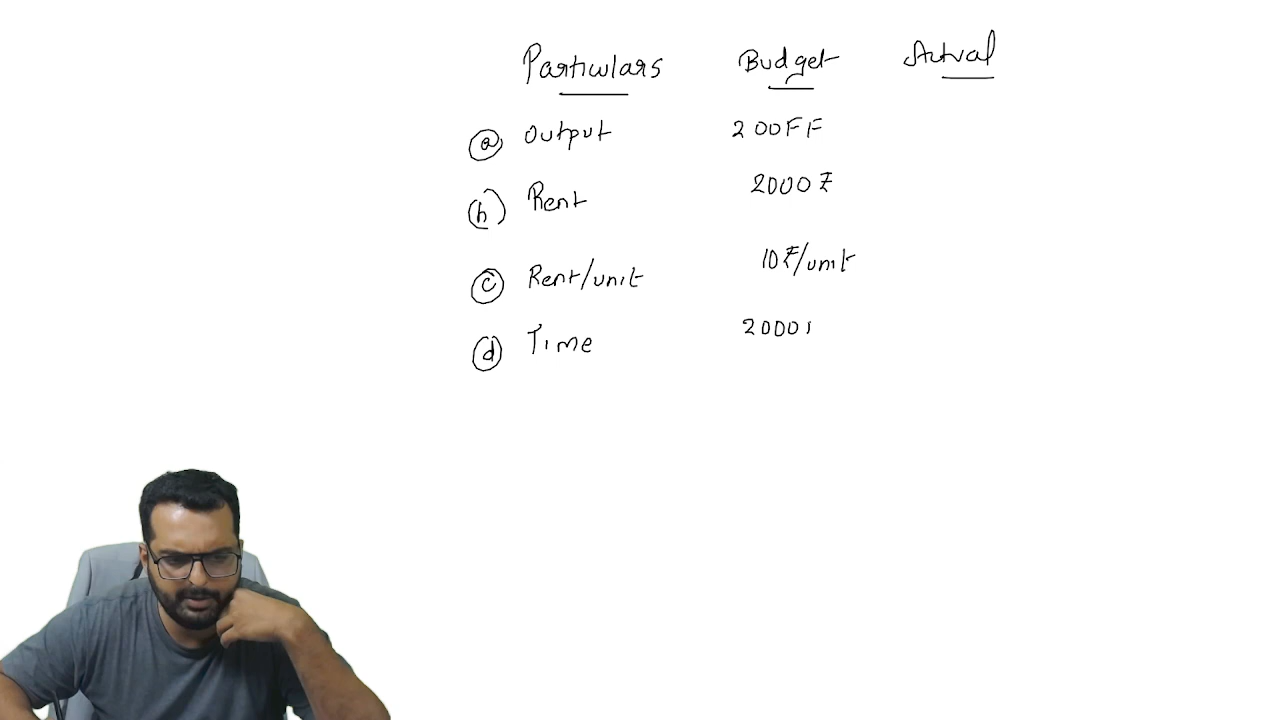 Particulars Budget Actual
(a) Output 200FF
(b) Rent 2000₹
(c) Rent/unit 10₹/unit
(d) Time 2000